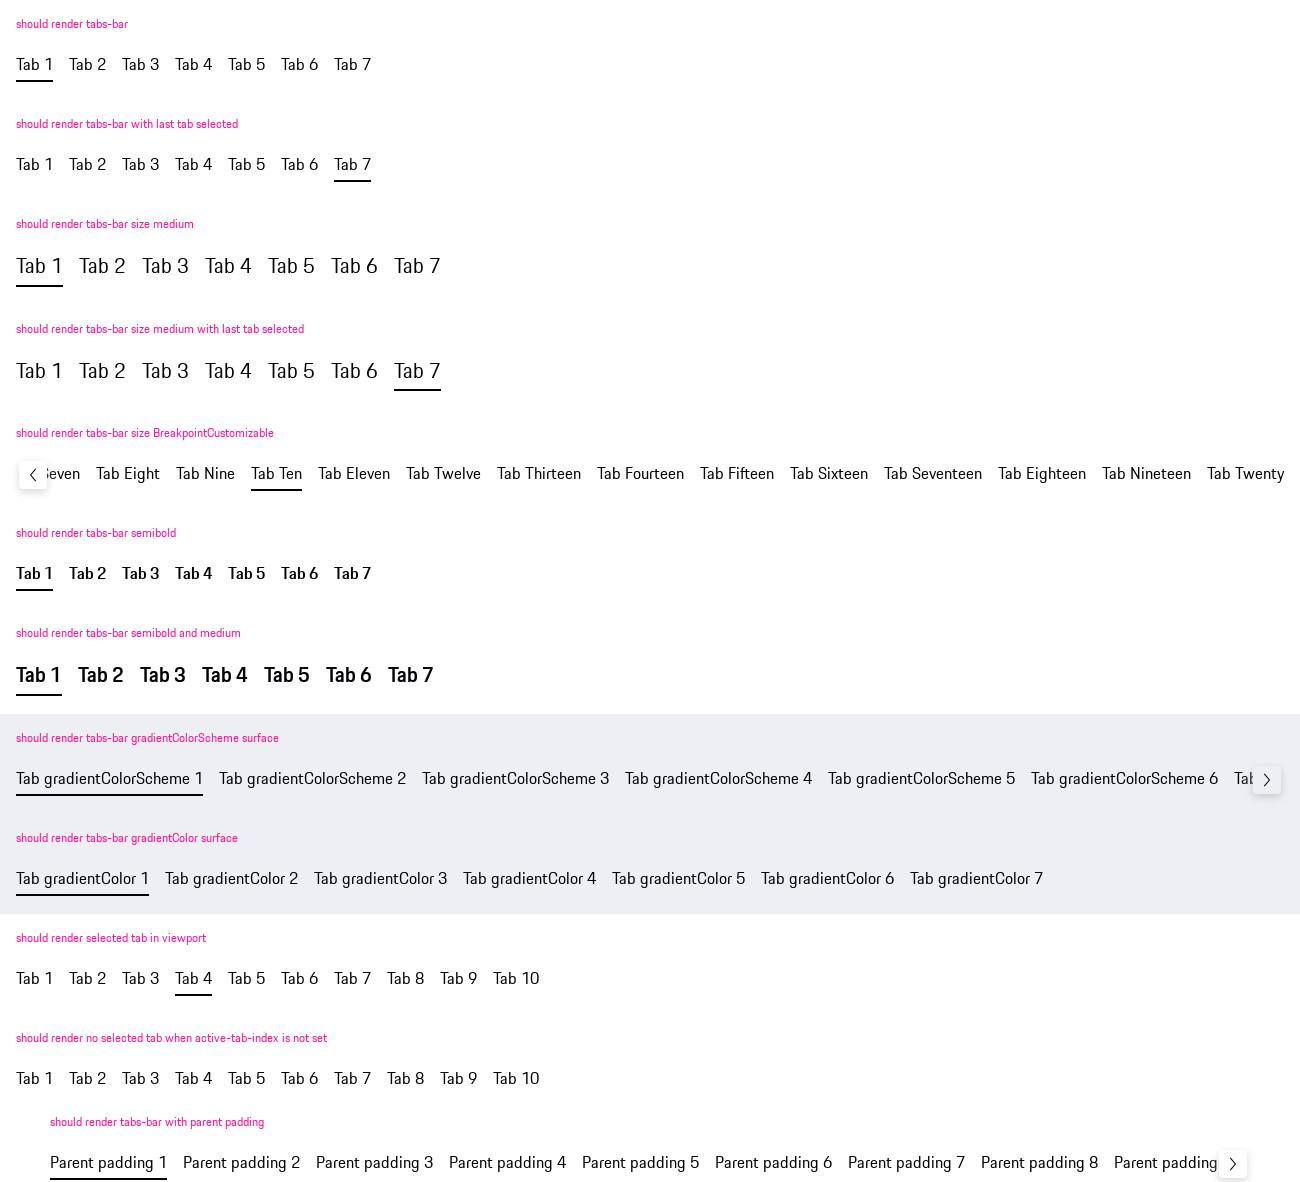 should render tabs-bar
Tab 1 Tab 2 Tab 3 Tab 4 Tab 5 Tab 6 Tab 7
should render tabs-bar with last tab selected
Tab 1 Tab 2 Tab 3 Tab 4 Tab 5 Tab 6 Tab 7
should render tabs-bar size medium
Tab 1 Tab 2 Tab 3 Tab 4 Tab 5 Tab 6 Tab 7
should render tabs-bar size medium with last tab selected
Tab 1 Tab 2 Tab 3 Tab 4 Tab 5 Tab 6 Tab 7
should render tabs-bar size BreakpointCustomizable
Seven Tab Eight Tab Nine Tab Ten Tab Eleven Tab Twelve Tab Thirteen Tab Fourteen Tab Fifteen Tab Sixteen Tab Seventeen Tab Eighteen Tab Nineteen Tab Twenty
should render tabs-bar semibold
Tab 1 Tab 2 Tab 3 Tab 4 Tab 5 Tab 6 Tab 7
should render tabs-bar semibold and medium
Tab 1 Tab 2 Tab 3 Tab 4 Tab 5 Tab 6 Tab 7
should render tabs-bar gradientColorScheme surface
Tab gradientColorScheme 1 Tab gradientColorScheme 2 Tab gradientColorScheme 3 Tab gradientColorScheme 4 Tab gradientColorScheme 5 Tab gradientColorScheme 6 Tab
should render tabs-bar gradientColor surface
Tab gradientColor 1 Tab gradientColor 2 Tab gradientColor 3 Tab gradientColor 4 Tab gradientColor 5 Tab gradientColor 6 Tab gradientColor 7
should render selected tab in viewport
Tab 1 Tab 2 Tab 3 Tab 4 Tab 5 Tab 6 Tab 7 Tab 8 Tab 9 Tab 10
should render no selected tab when active-tab-index is not set
Tab 1 Tab 2 Tab 3 Tab 4 Tab 5 Tab 6 Tab 7 Tab 8 Tab 9 Tab 10
should render tabs-bar with parent padding
Parent padding 1 Parent padding 2 Parent padding 3 Parent padding 4 Parent padding 5 Parent padding 6 Parent padding 7 Parent padding 8 Parent padding